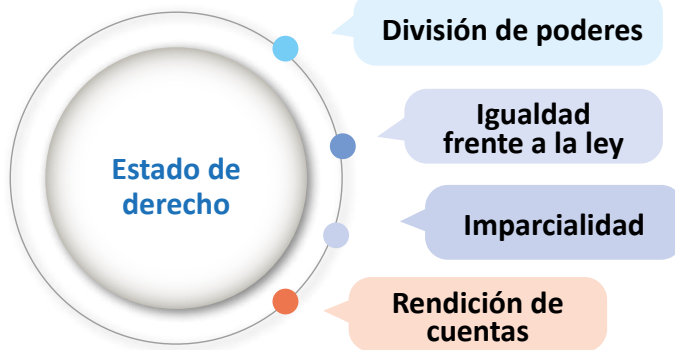 División de poderes
Igualdad
frente a la ley
Estado de
derecho
Imparcialidad
Rendición de
cuentas